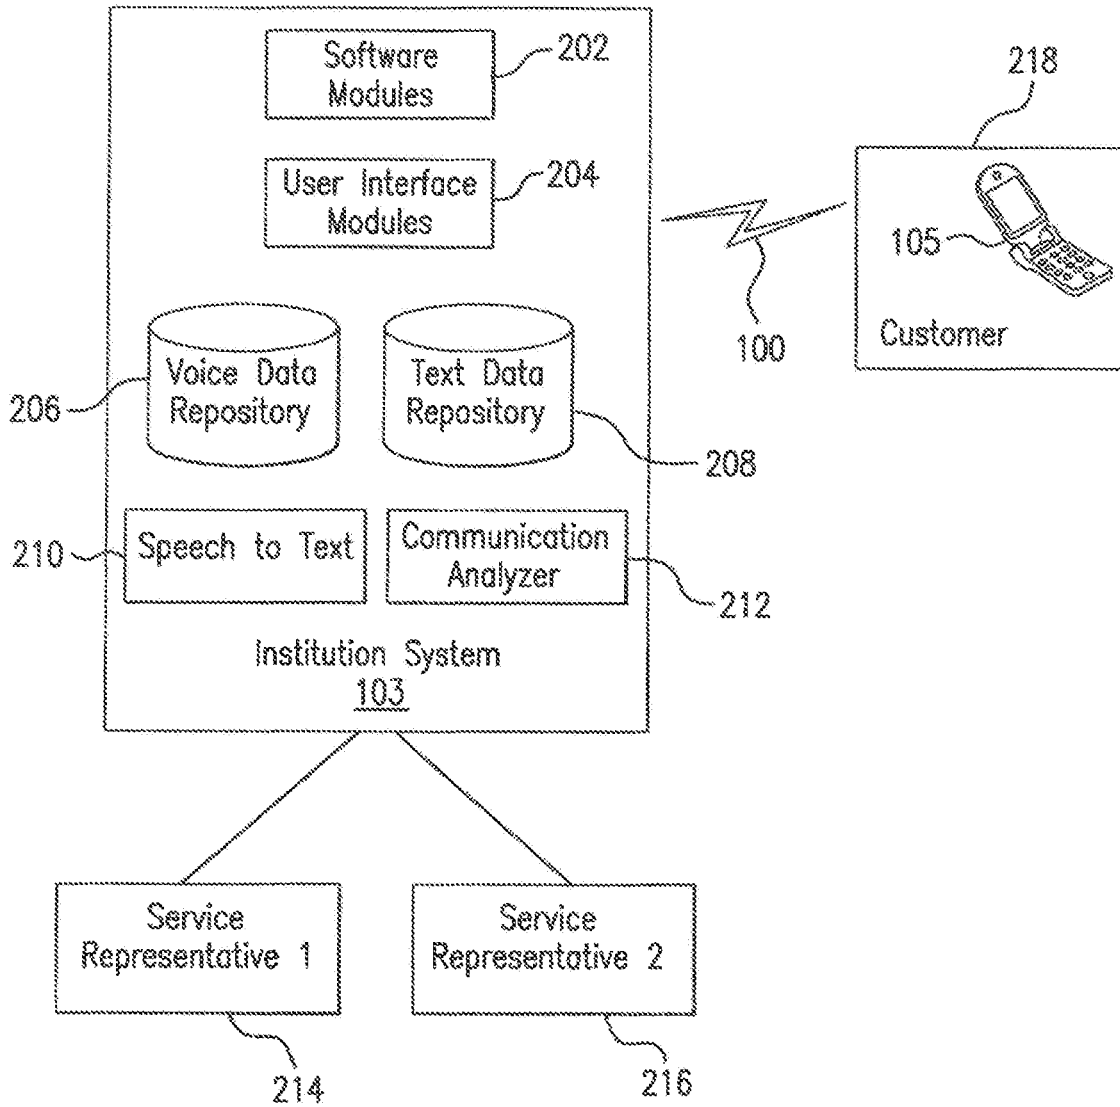 Software
Modules
202
218
User Interface
Modules
204
105
Customer
100
Voice Data
Repository
206
Text Data
Repository
208
Speech to Text
210
Communication
Analyzer
212
Institution System
103
Service
Representative 1
Service
Representative 2
214
216